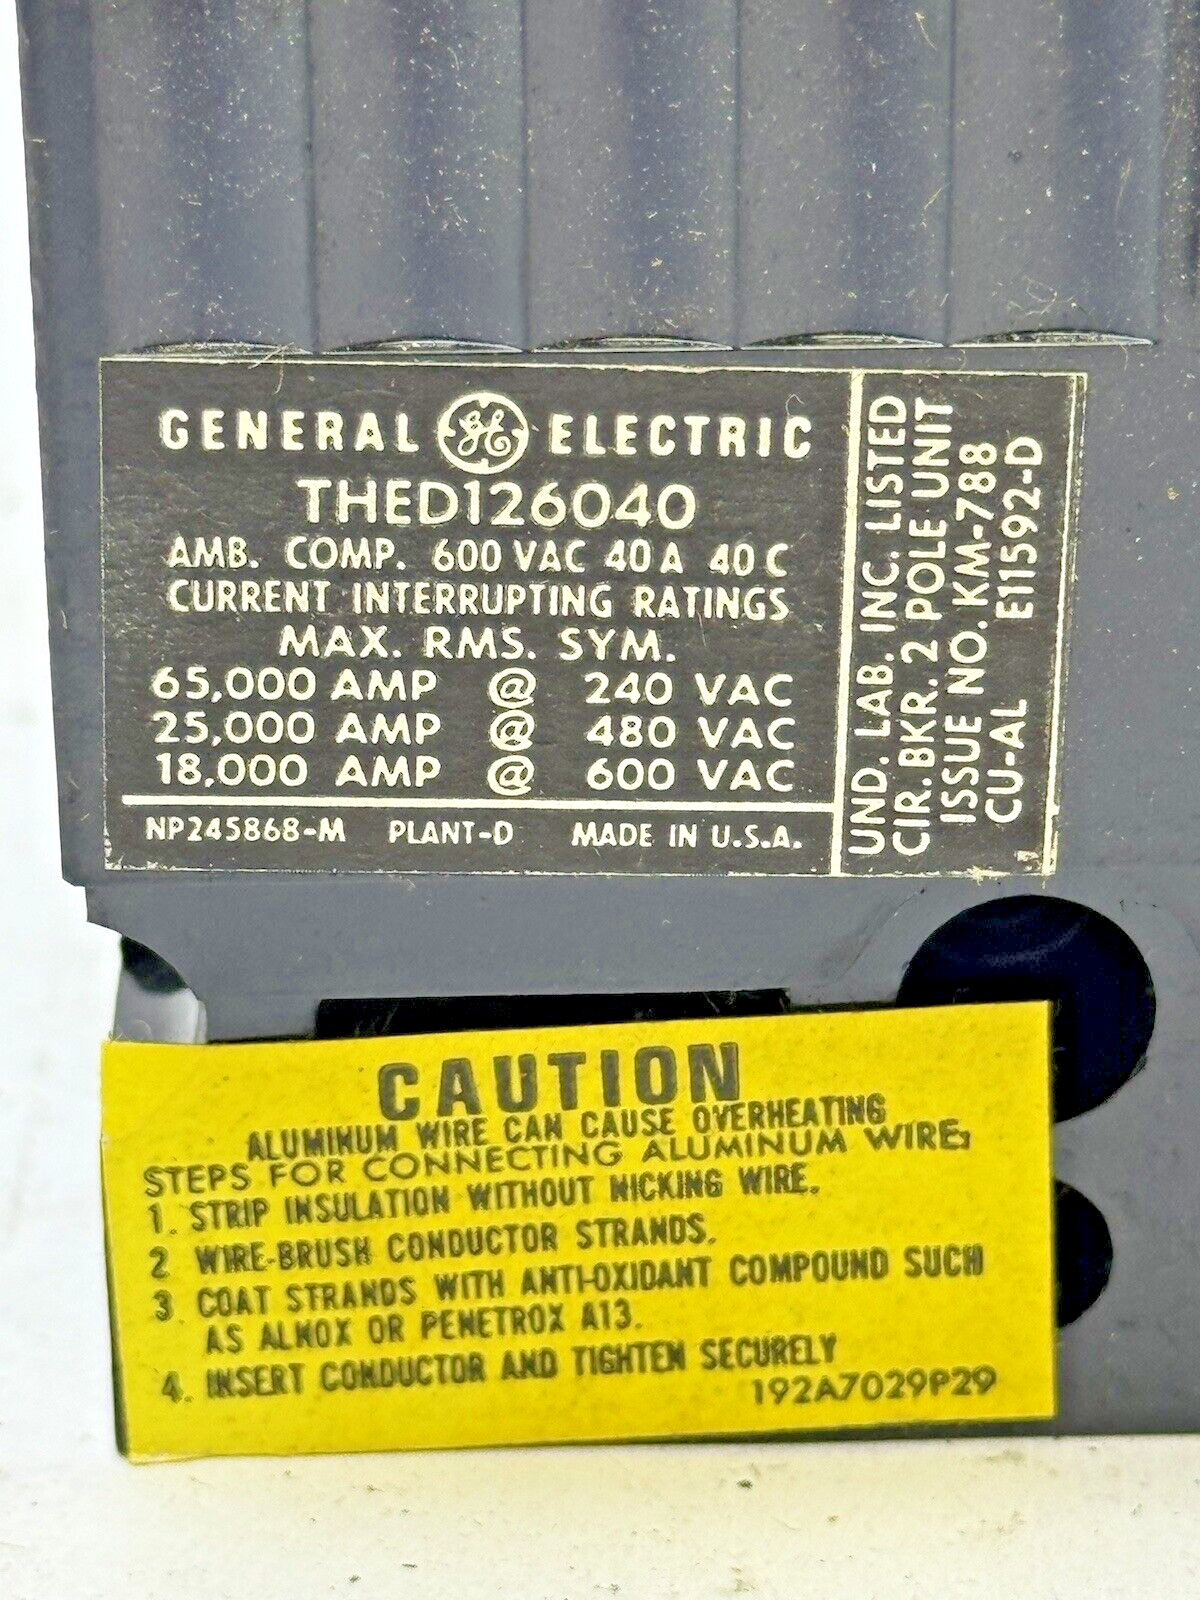 GENERAL GE ELECTRIC
THED126040
AMB. COMP. 600 VAC 40 A 40 C
CURRENT INTERRUPTING RATINGS
MAX. RMS. SYM.
65,000 AMP @ 240 VAC
25,000 AMP @ 480 VAC
18,000 AMP @ 600 VAC
NP245868-M PLANT-D MADE IN U.S.A.
UND. LAB. INC. LISTED
CIR. BKR. 2 POLE UNIT
ISSUE NO. KM-788
CU-AL E11592-D
CAUTION
ALUMINUM WIRE CAN CAUSE OVERHEATING
STEPS FOR CONNECTING ALUMINUM WIRE;
1. STRIP INSULATION WITHOUT NICKING WIRE.
2 WIRE-BRUSH CONDUCTOR STRANDS.
3 COAT STRANDS WITH ANTI-OXIDANT COMPOUND SUCH
AS ALNOX OR PENETROX A13.
4. INSERT CONDUCTOR AND TIGHTEN SECURELY
192A7029P29